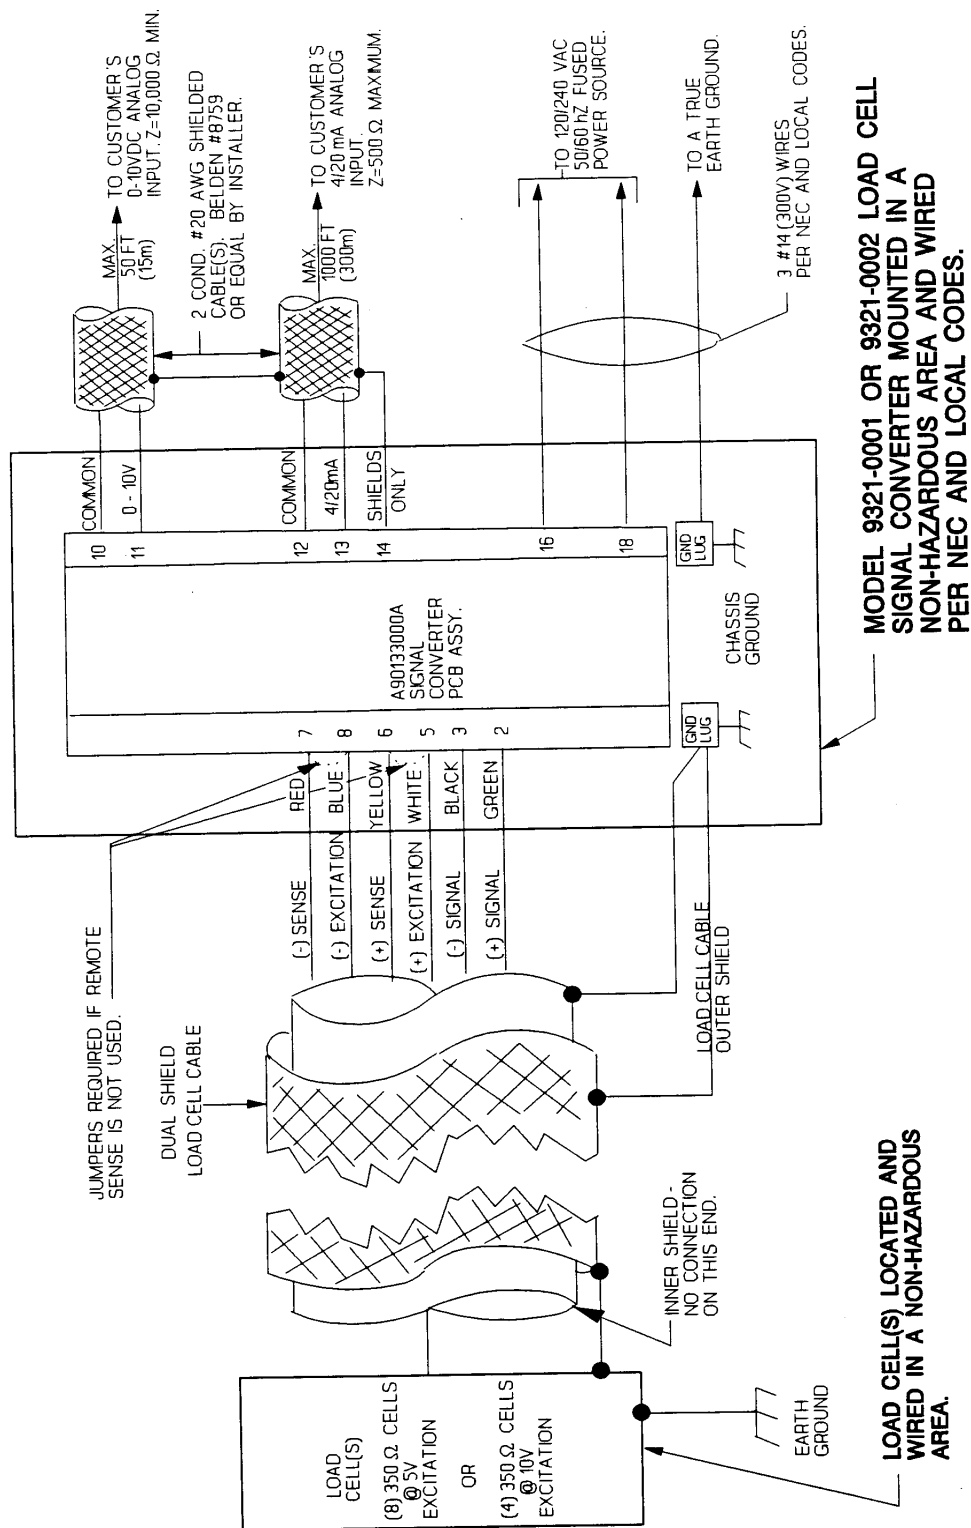 JUMPERS REQUIRED IF REMOTE
SENSE IS NOT USED.
DUAL SHIELD
LOAD CELL CABLE
LOAD
CELL(S)
(8) 350 Ω CELLS
@ 5V
EXCITATION
OR
(4) 350 Ω CELLS
@ 10V
EXCITATION
EARTH
GROUND
INNER SHIELD-
NO CONNECTION
ON THIS END.
LOAD CELL CABLE
OUTER SHIELD
(-) SENSE
RED
7
(-) EXCITATION
BLUE
8
(+) SENSE
YELLOW
6
(+) EXCITATION
WHITE
5
(-) SIGNAL
BLACK
3
(+) SIGNAL
GREEN
2
GND
LUG
A90133000A
SIGNAL
CONVERTER
PCB ASSY.
CHASSIS
GROUND
10
COMMON
11
0 - 10V
12
COMMON
13
4/20mA
14
SHIELDS
ONLY
16
18
GND
LUG
MAX.
50 FT
(15m)
TO CUSTOMER'S
0-10VDC ANALOG
INPUT. Z=10,000 Ω MIN.
2 COND. #20 AWG SHIELDED
CABLE(S). BELDEN #8759
OR EQUAL BY INSTALLER.
MAX.
1000 FT
(300m)
TO CUSTOMER'S
4/20 mA ANALOG
INPUT.
Z=500 Ω MAXIMUM.
TO 120/240 VAC
50/60 hZ FUSED
POWER SOURCE.
TO A TRUE
EARTH GROUND.
3 #14 (300V) WIRES
PER NEC AND LOCAL CODES.
LOAD CELL(S) LOCATED AND
WIRED IN A NON-HAZARDOUS
AREA.
MODEL 9321-0001 OR 9321-0002 LOAD CELL
SIGNAL CONVERTER MOUNTED IN A
NON-HAZARDOUS AREA AND WIRED
PER NEC AND LOCAL CODES.